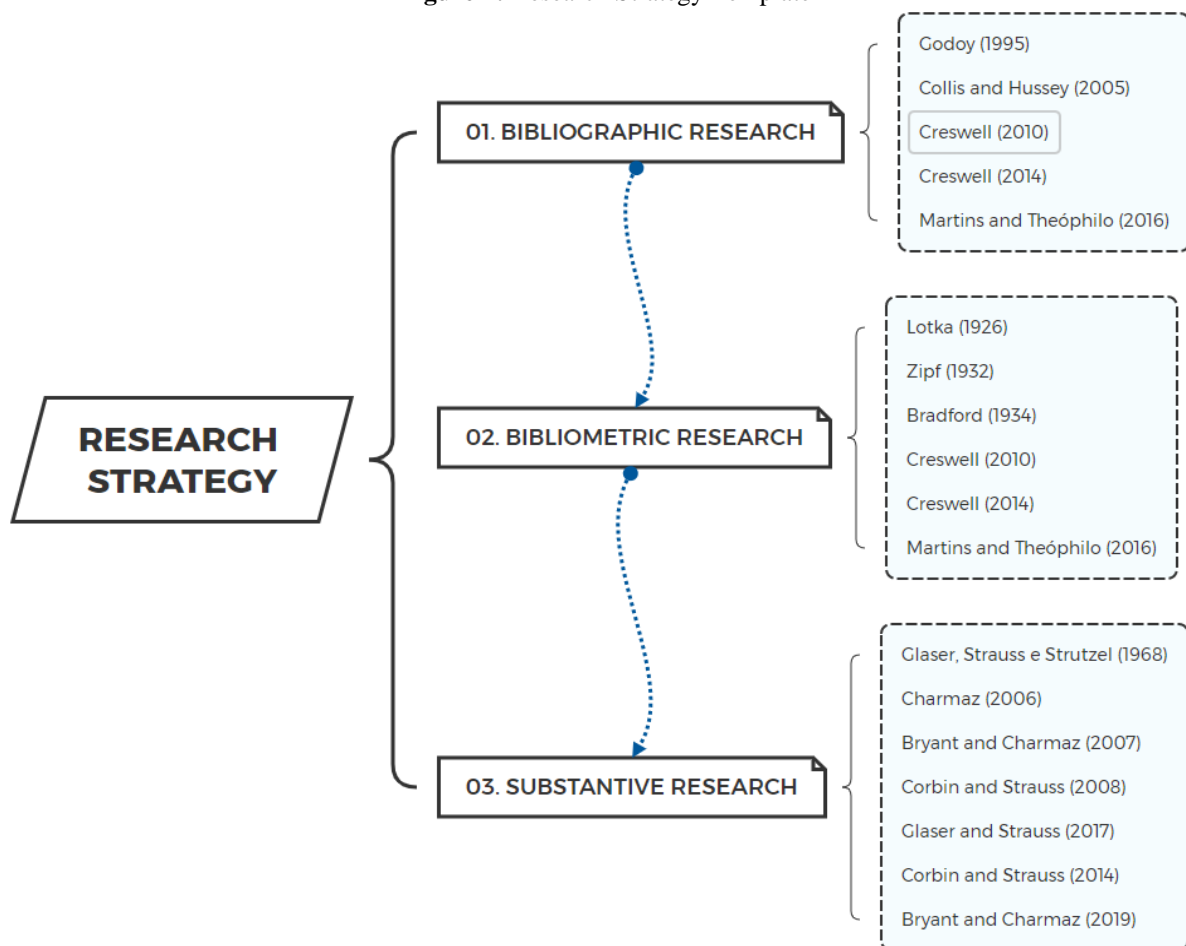 Research Strategy
01. BIBLIOGRAPHIC RESEARCH
Godoy (1995)
Collis and Hussey (2005)
Creswell (2010)
Creswell (2014)
Martins and Theóphilo (2016)
RESEARCH
STRATEGY
02. BIBLIOMETRIC RESEARCH
Lotka (1926)
Zipf (1932)
Bradford (1934)
Creswell (2010)
Creswell (2014)
Martins and Theóphilo (2016)
03. SUBSTANTIVE RESEARCH
Glaser, Strauss e Strutzel (1968)
Charmaz (2006)
Bryant and Charmaz (2007)
Corbin and Strauss (2008)
Glaser and Strauss (2017)
Corbin and Strauss (2014)
Bryant and Charmaz (2019)